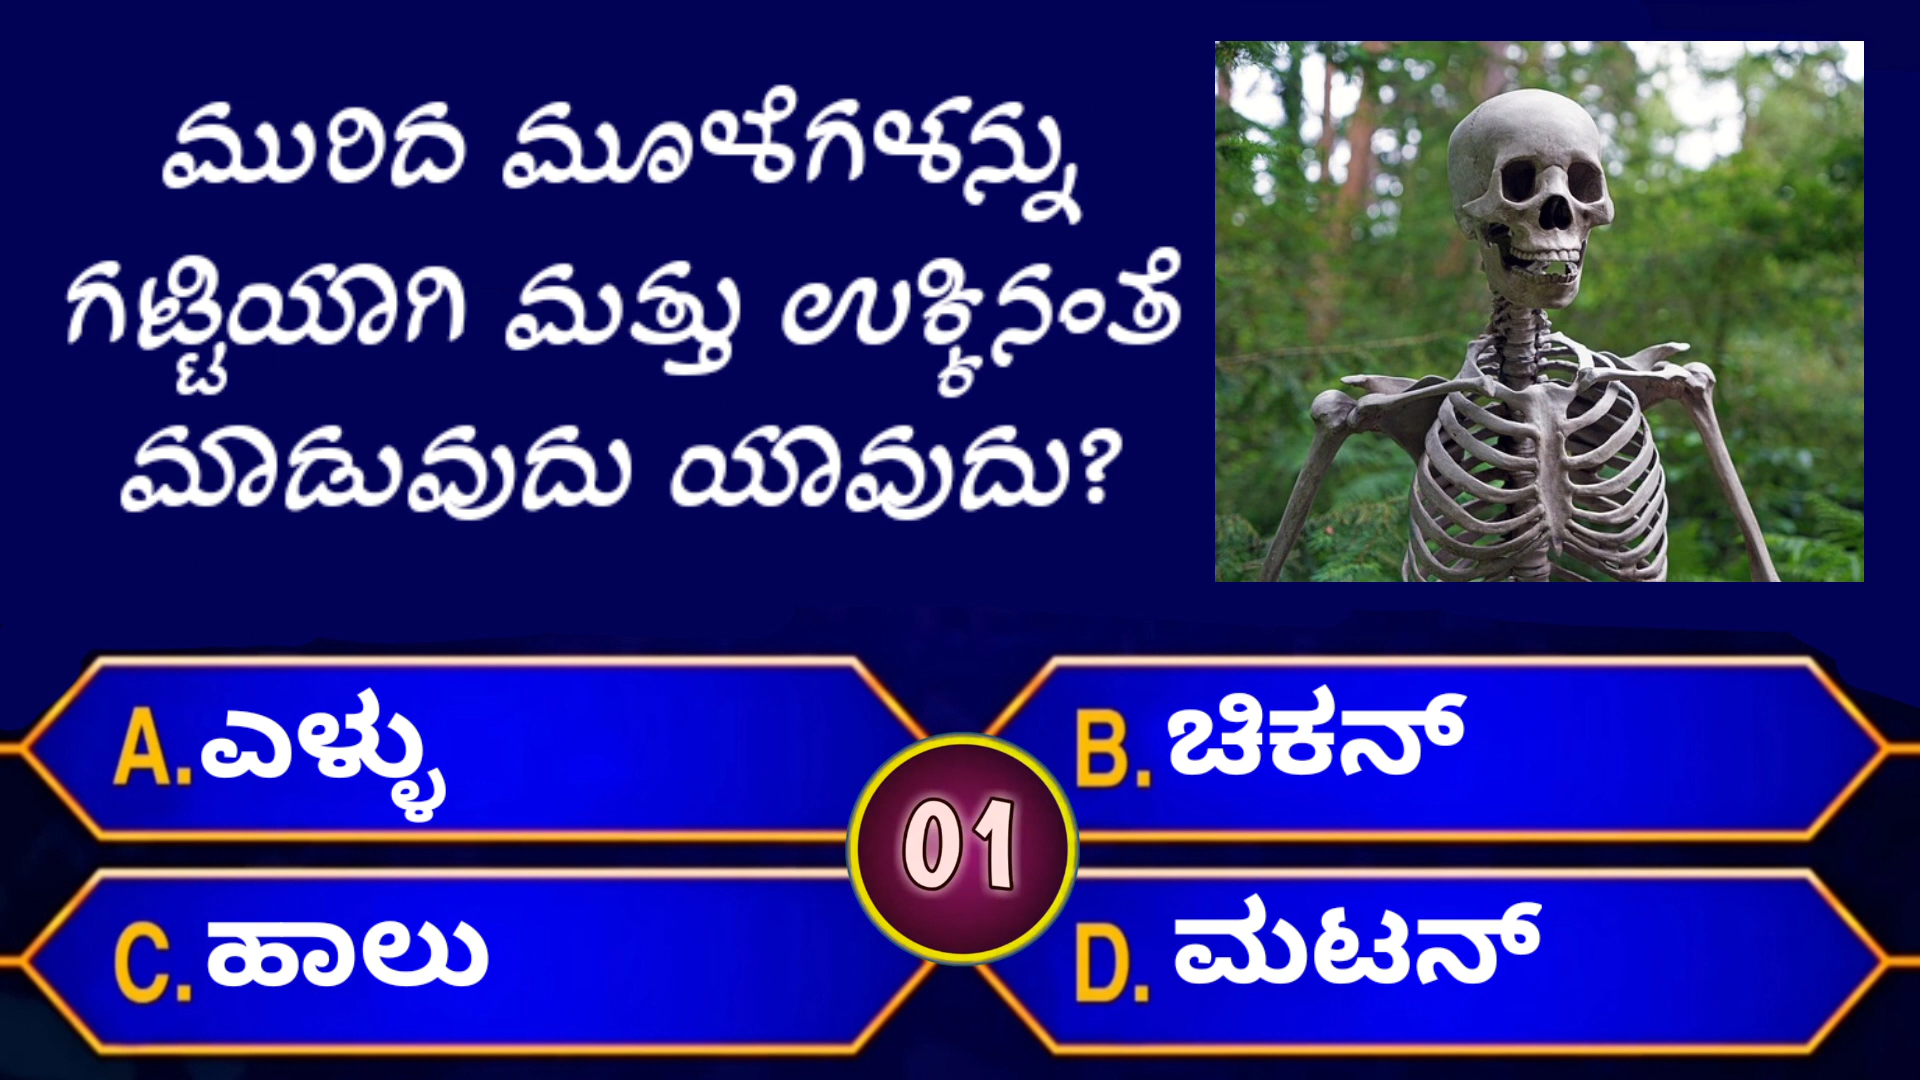 ಮುರಿದ ಮೂಳೆಗಳನ್ನು
ಗಟ್ಟಿಯಾಗಿ ಮತ್ತು ಉಕ್ಕಿನಂತೆ
ಮಾಡುವುದು ಯಾವುದು?
A. ಎಳ್ಳು
B. ಚಿಕನ್
01
C. ಹಾಲು
D. ಮಟನ್